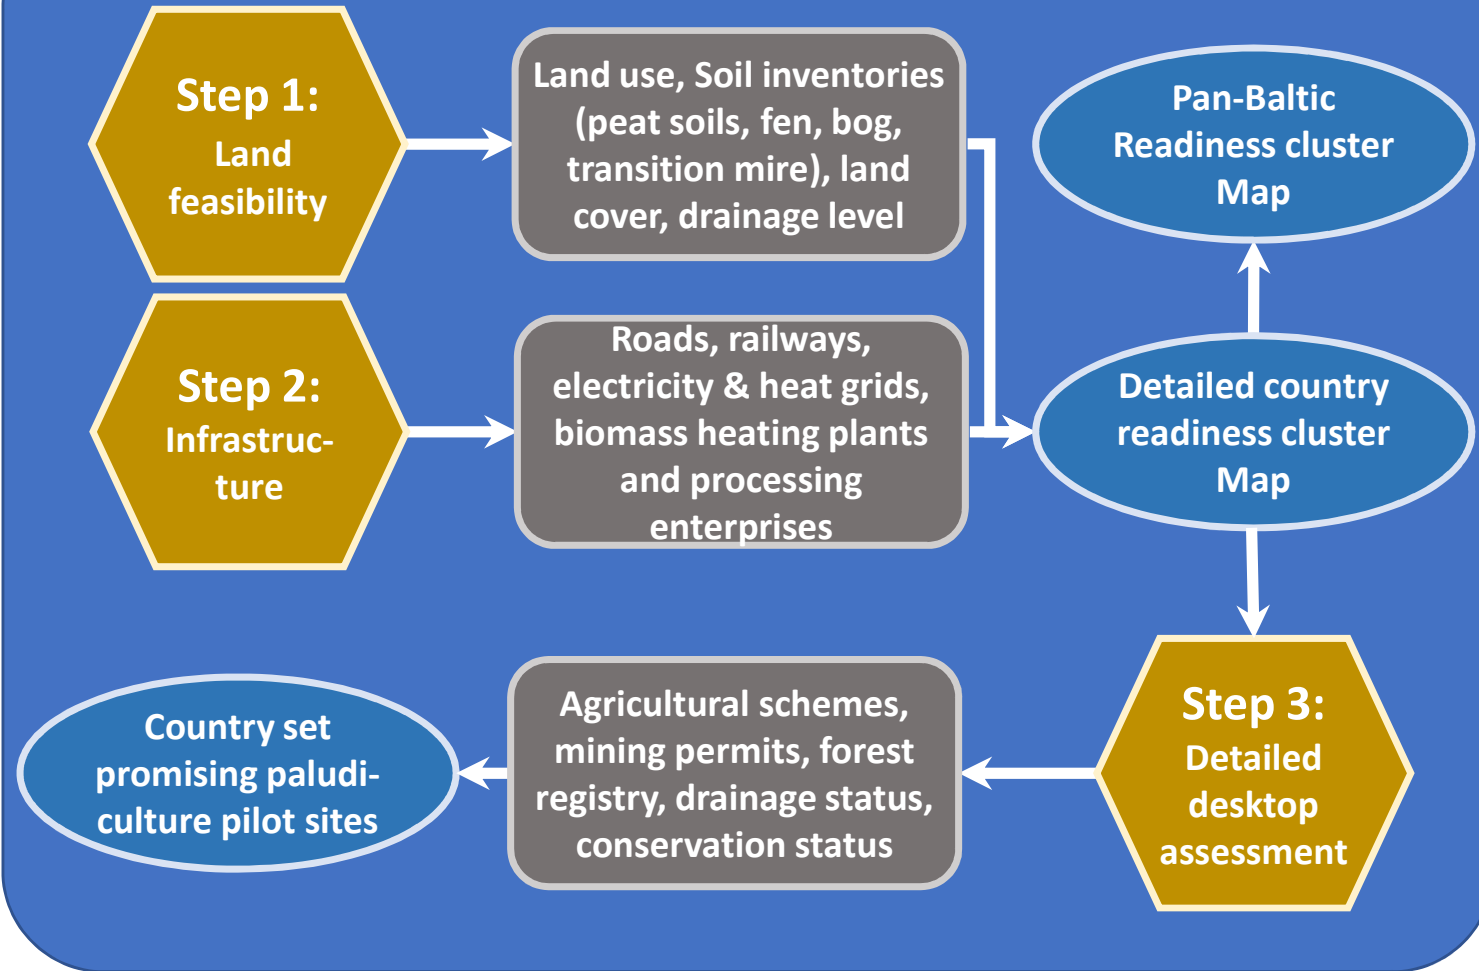 Step 1:
Land
feasibility
Land use, Soil inventories
(peat soils, fen, bog,
transition mire), land
cover, drainage level
Pan-Baltic
Readiness cluster
Map
Step 2:
Infrastruc-
ture
Roads, railways,
electricity & heat grids,
biomass heating plants
and processing
enterprises
Detailed country
readiness cluster
Map
Step 3:
Detailed
desktop
assessment
Agricultural schemes,
mining permits, forest
registry, drainage status,
conservation status
Country set
promising paludi-
culture pilot sites